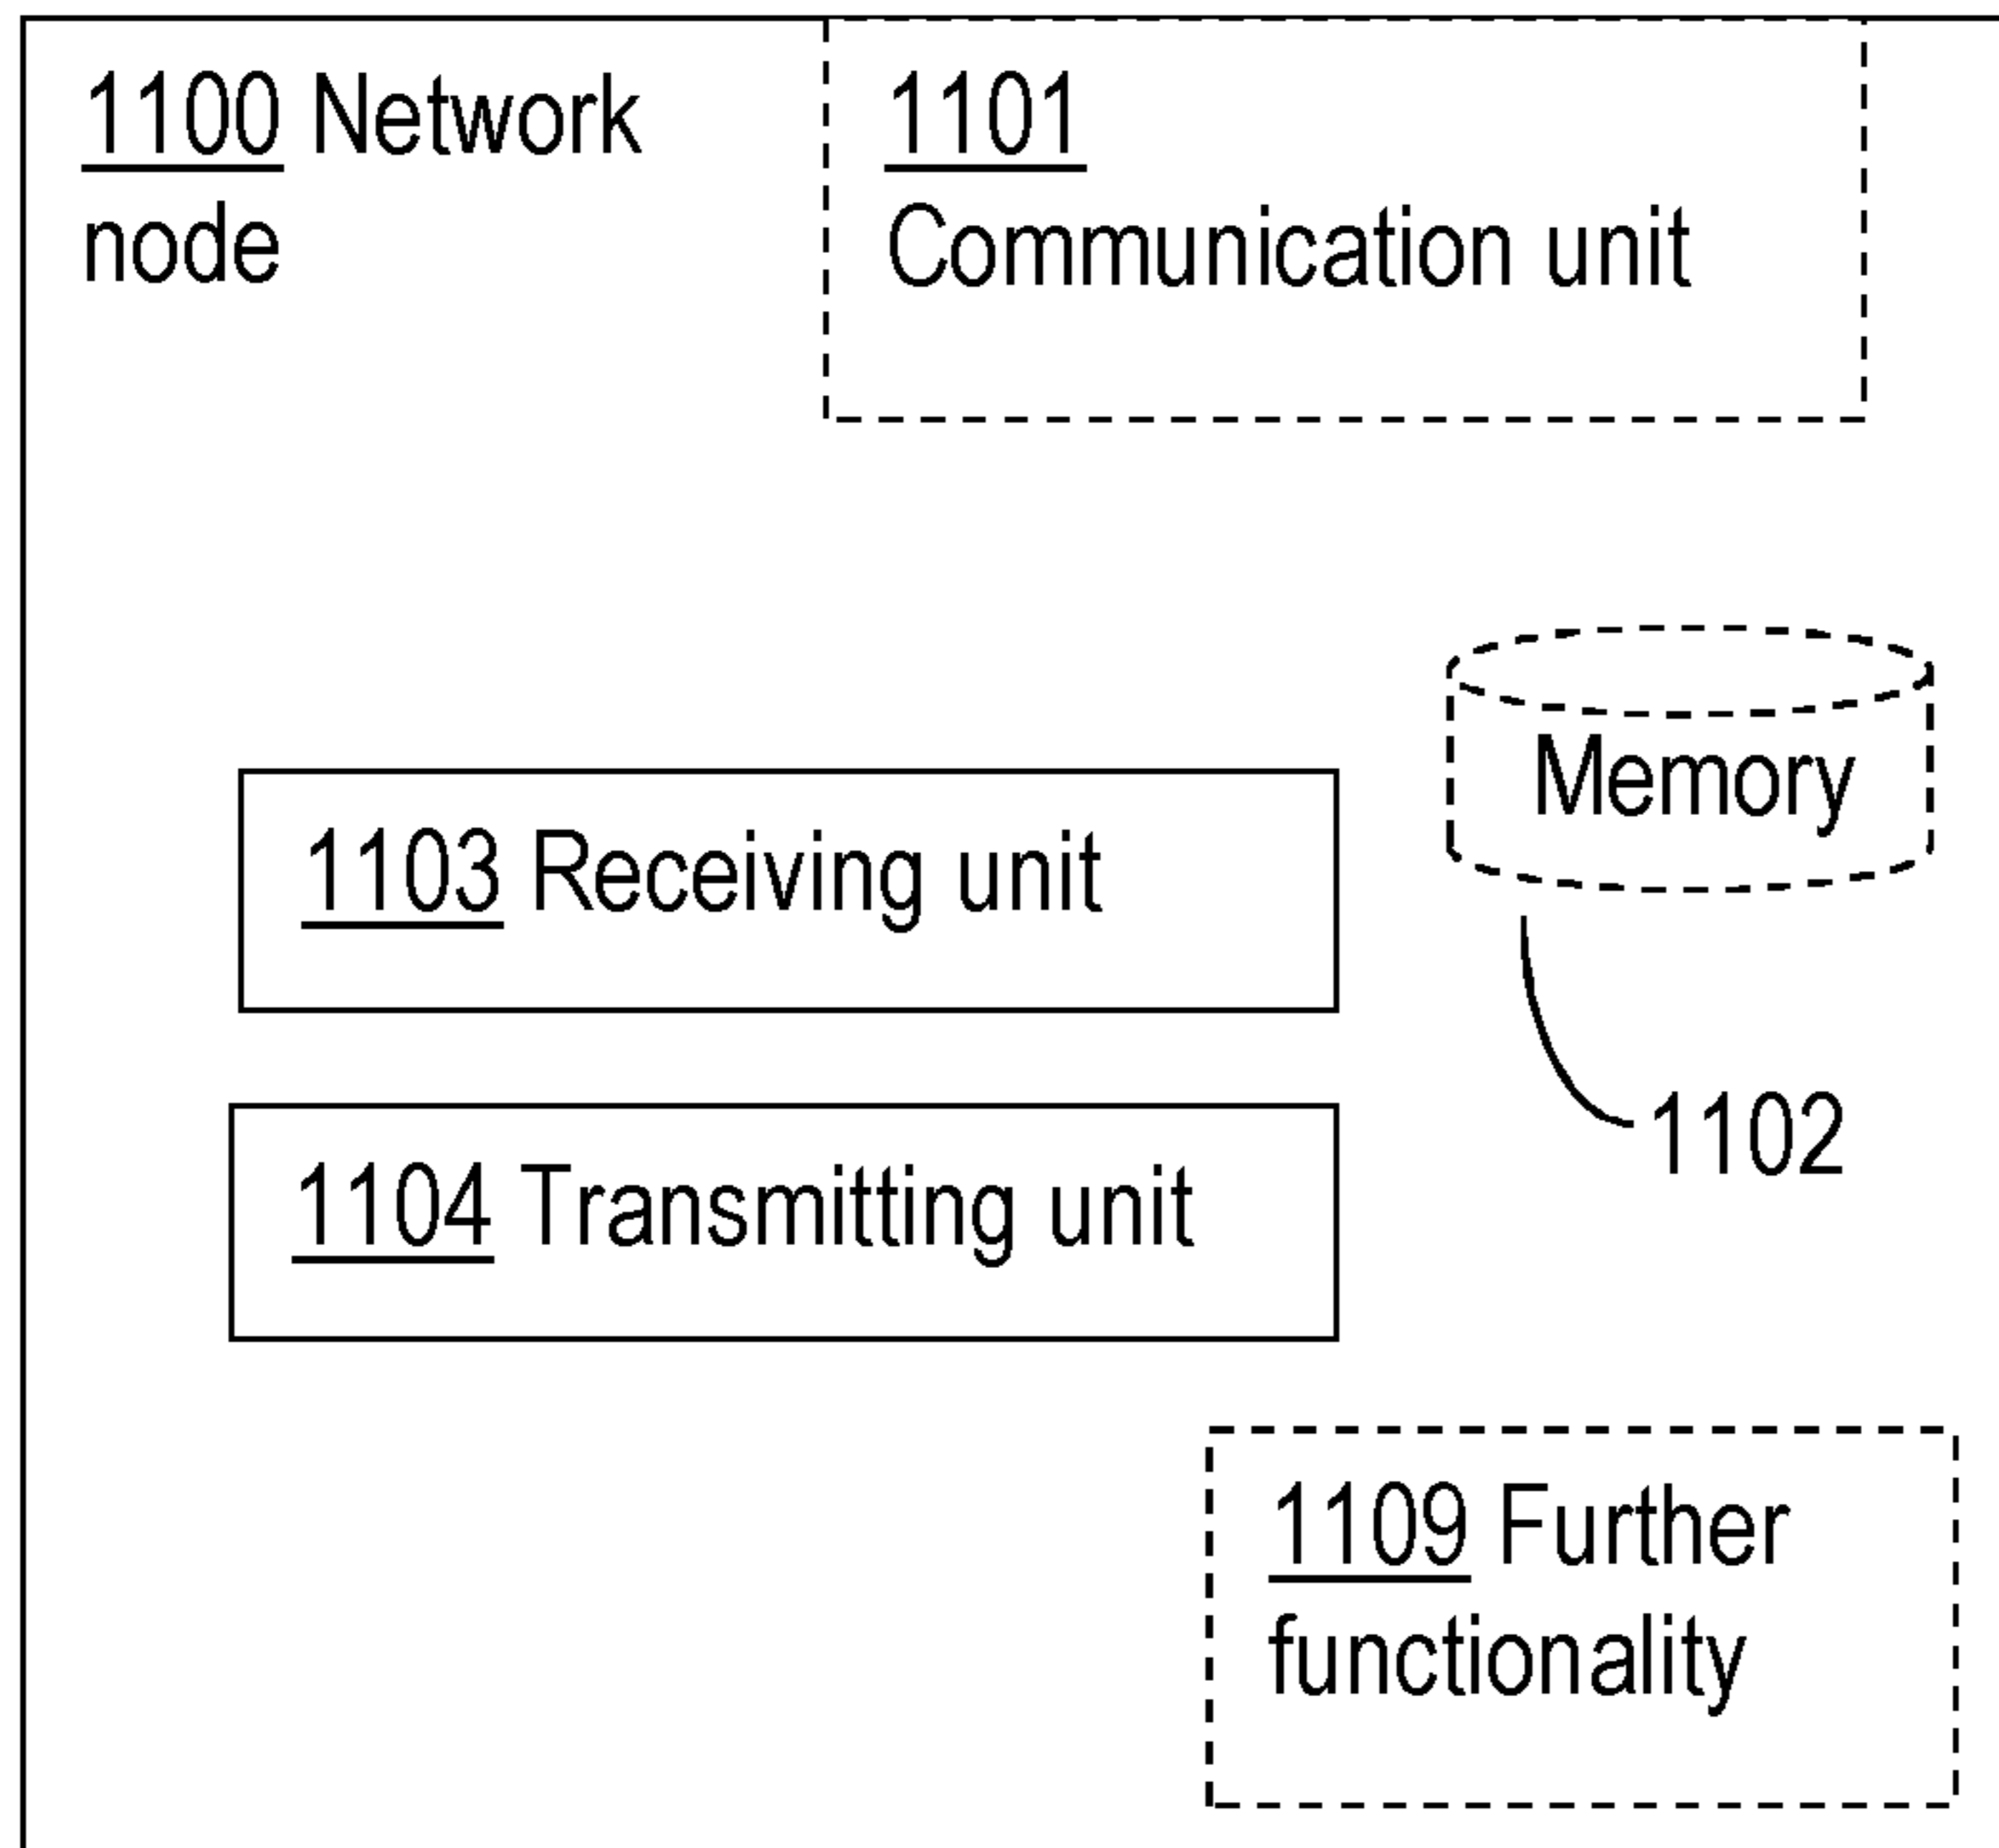 1100 Network
node
1101
Communication unit
Memory
1103 Receiving unit
1102
1104 Transmitting unit
1109 Further
functionality